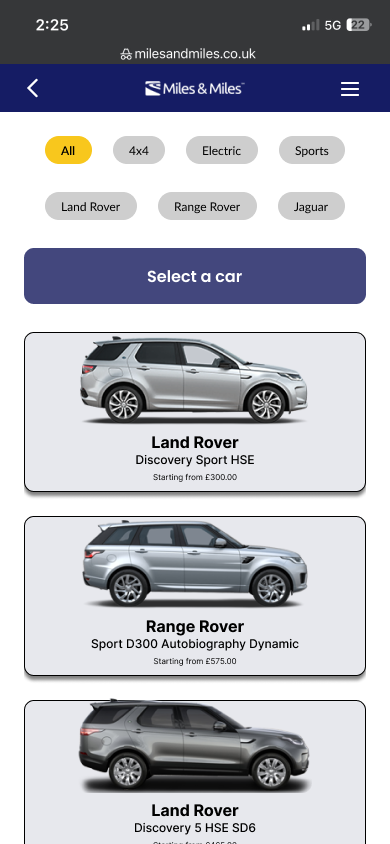 2:25
5G 22
milesandmiles.co.uk
Miles & Miles
All 4x4 Electric Sports
Land Rover Range Rover Jaguar
Select a car
Land Rover
Discovery Sport HSE
Starting from £300.00
Range Rover
Sport D300 Autobiography Dynamic
Starting from £575.00
Land Rover
Discovery 5 HSE SD6
Starting from